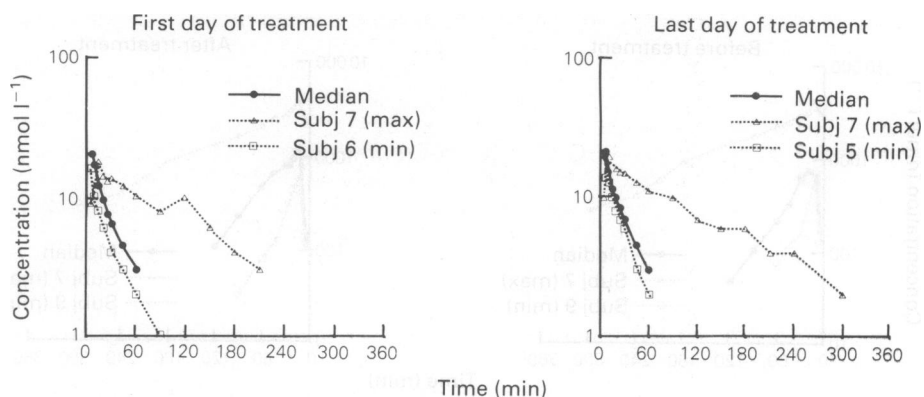 First day of treatment
100
10
1
0 60 120 180 240 300 360
Concentration (nmol l⁻¹)
Median
Subj 7 (max)
Subj 6 (min)
Last day of treatment
100
10
1
0 60 120 180 240 300 360
Median
Subj 7 (max)
Subj 5 (min)
Time (min)